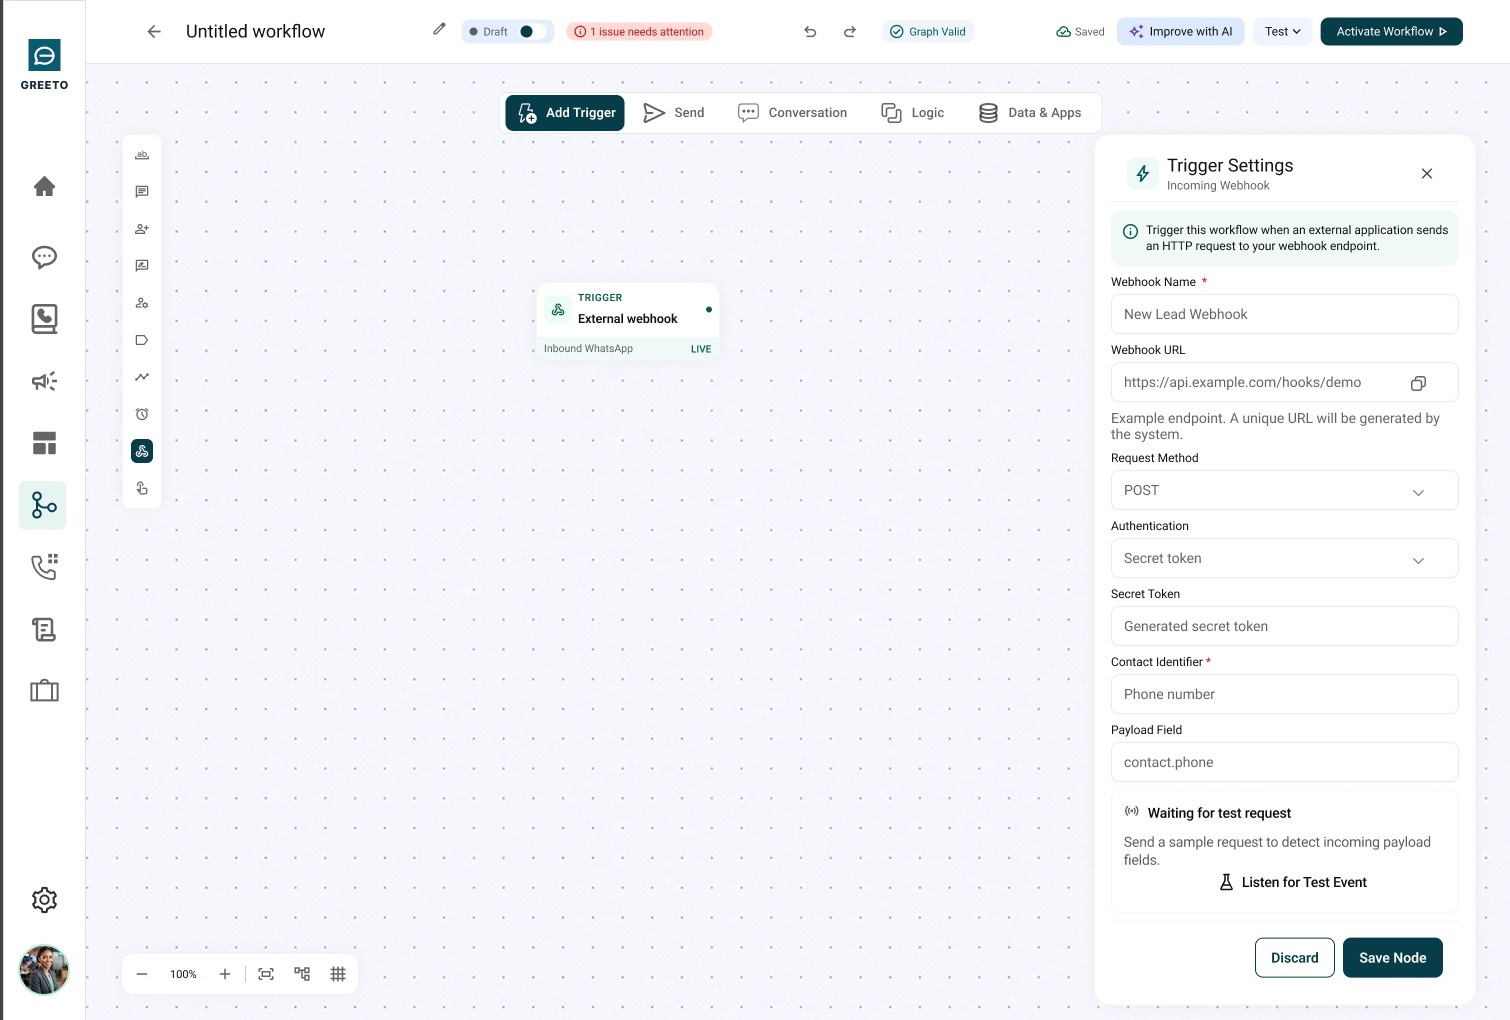 GREETO
Untitled workflow
Draft
1 issue needs attention
Graph Valid
Saved
Improve with AI
Test
Activate Workflow
Add Trigger
Send
Conversation
Logic
Data & Apps
ab
TRIGGER
External webhook
Inbound WhatsApp
LIVE
100%
Trigger Settings
Incoming Webhook
Trigger this workflow when an external application sends
an HTTP request to your webhook endpoint.
Webhook Name *
New Lead Webhook
Webhook URL
https://api.example.com/hooks/demo
Example endpoint. A unique URL will be generated by
the system.
Request Method
POST
Authentication
Secret token
Secret Token
Generated secret token
Contact Identifier *
Phone number
Payload Field
contact.phone
Waiting for test request
Send a sample request to detect incoming payload
fields.
Listen for Test Event
Discard
Save Node